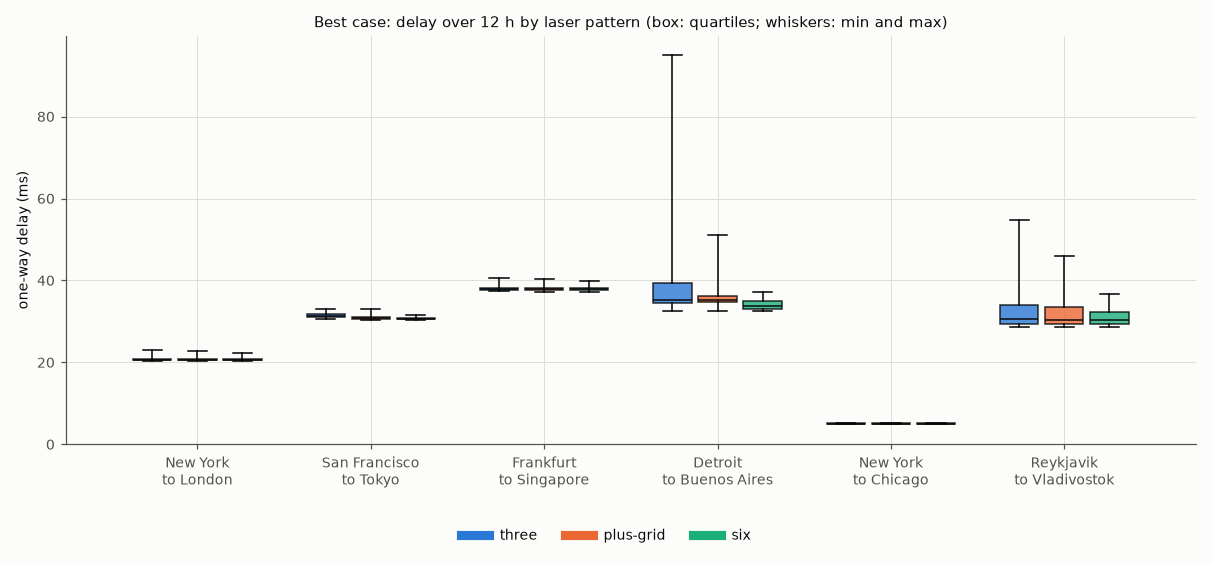 Best case: delay over 12 h by laser pattern (box: quartiles; whiskers: min and max)
one-way delay (ms)
80
60
40
20
0
New York
to London
San Francisco
to Tokyo
Frankfurt
to Singapore
Detroit
to Buenos Aires
New York
to Chicago
Reykjavik
to Vladivostok
three
plus-grid
six